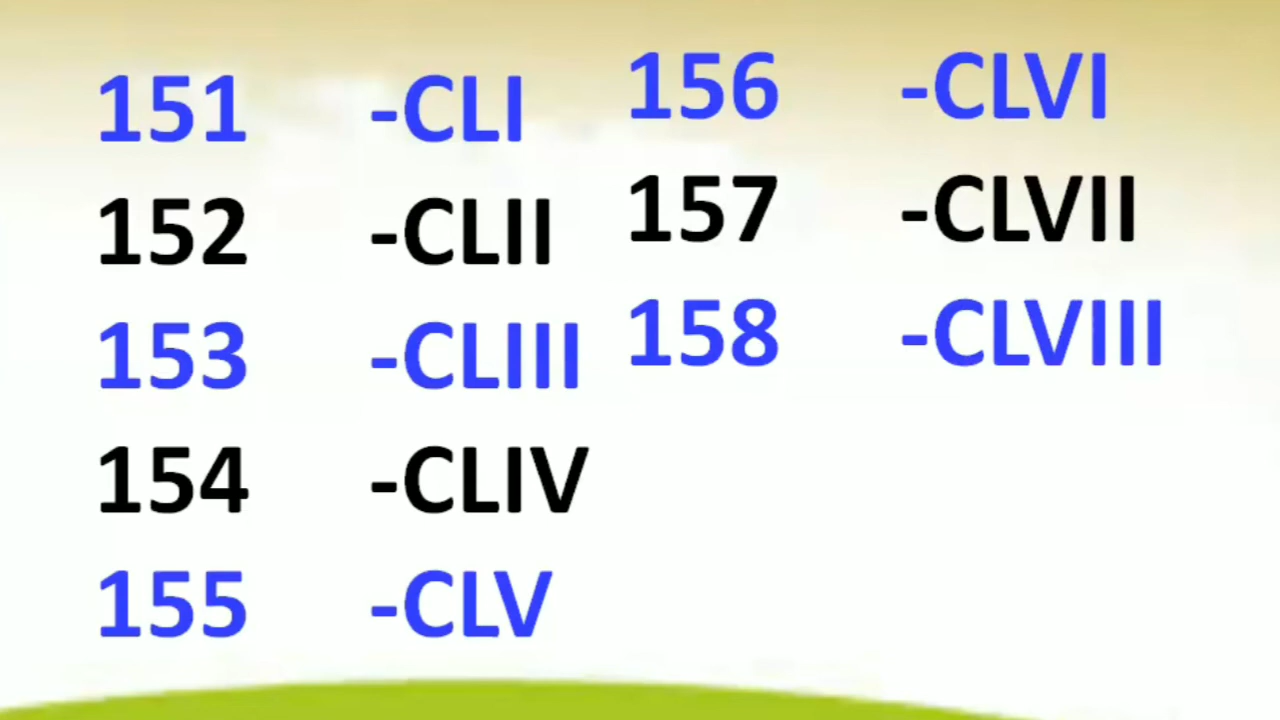 151 -CLI
152 -CLII
153 -CLIII
154 -CLIV
155 -CLV
156 -CLVI
157 -CLVII
158 -CLVIII